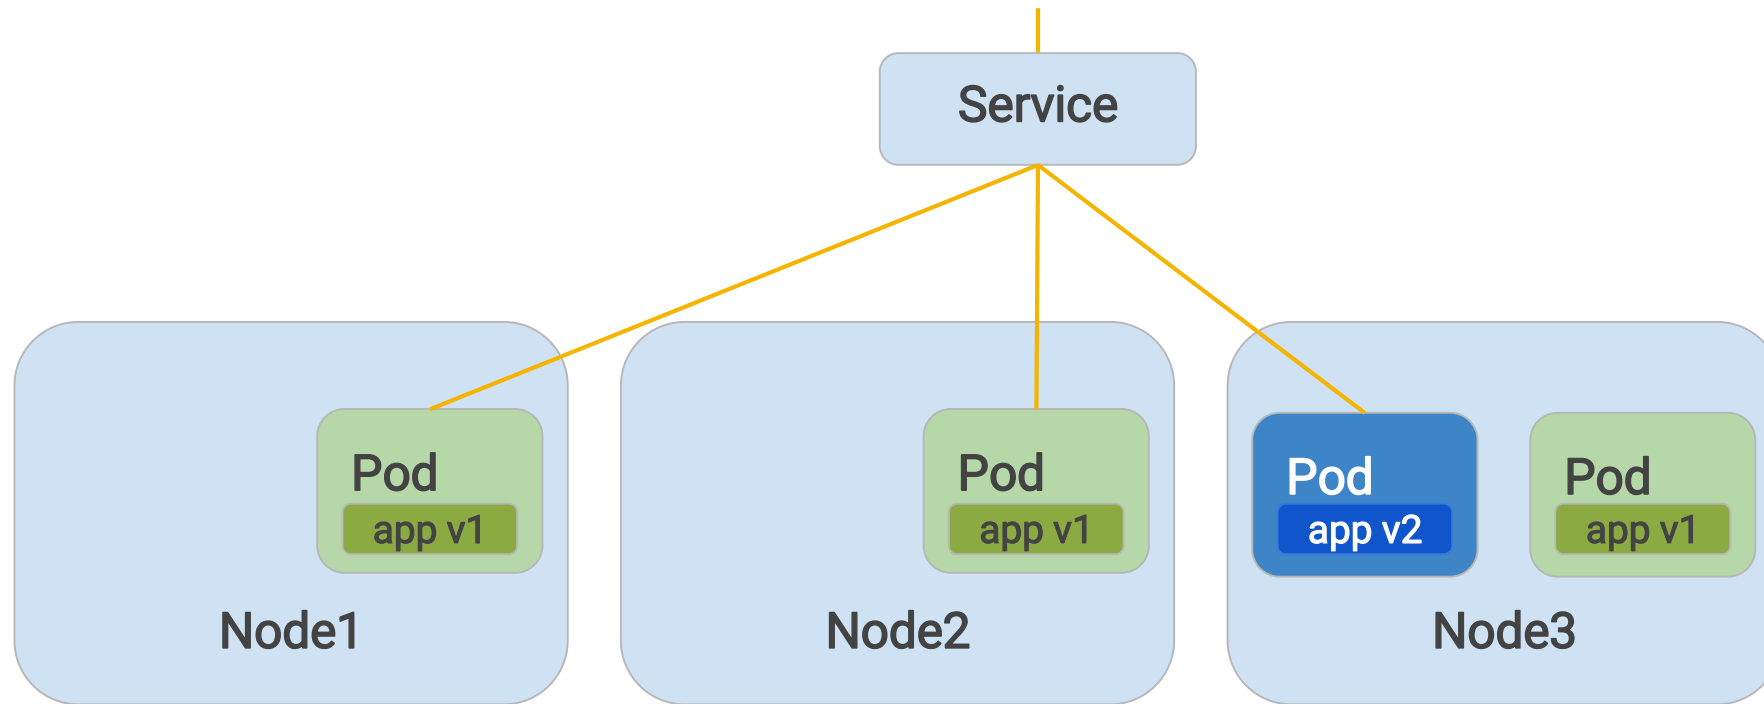 Service
Pod
app v1
Node1
Pod
app v1
Node2
Pod
app v2
Pod
app v1
Node3